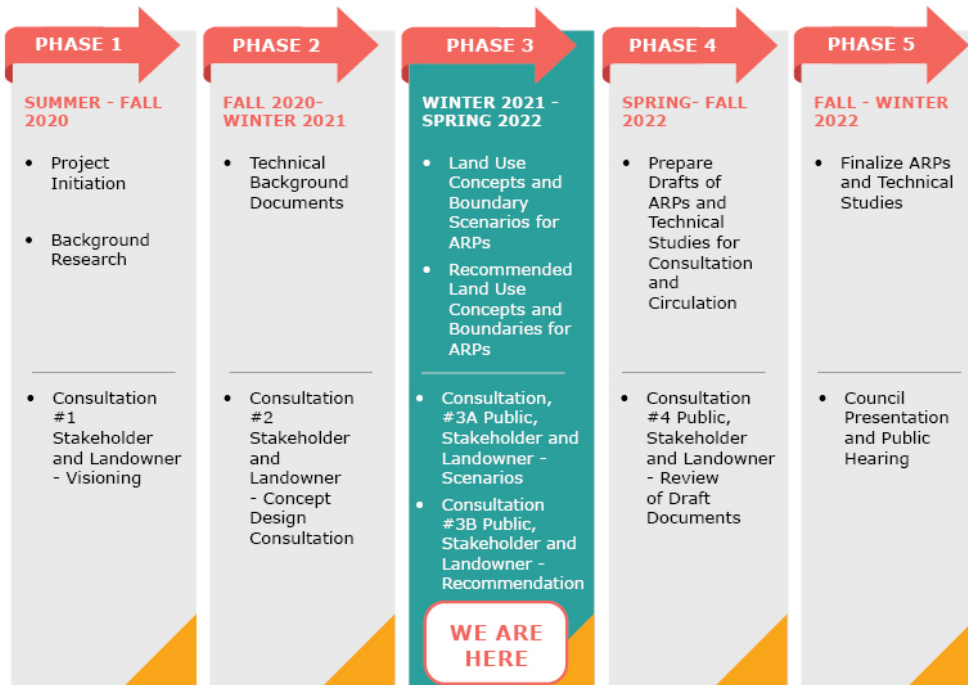 PHASE 1
SUMMER - FALL
2020
• Project
Initiation
• Background
Research
• Consultation
#1
Stakeholder
and Landowner
- Visioning
PHASE 2
FALL 2020-
WINTER 2021
• Technical
Background
Documents
• Consultation
#2
Stakeholder
and
Landowner
- Concept
Design
Consultation
PHASE 3
WINTER 2021 -
SPRING 2022
• Land Use
Concepts and
Boundary
Scenarios for
ARPs
• Recommended
Land Use
Concepts and
Boundaries for
ARPs
• Consultation,
#3A Public,
Stakeholder and
Landowner -
Scenarios
• Consultation
#3B Public,
Stakeholder and
Landowner -
Recommendation
WE ARE
HERE
PHASE 4
SPRING- FALL
2022
• Prepare
Drafts of
ARPs and
Technical
Studies for
Consultation
and
Circulation
• Consultation
#4 Public,
Stakeholder
and Landowner
- Review
of Draft
Documents
PHASE 5
FALL - WINTER
2022
• Finalize ARPs
and Technical
Studies
• Council
Presentation
and Public
Hearing